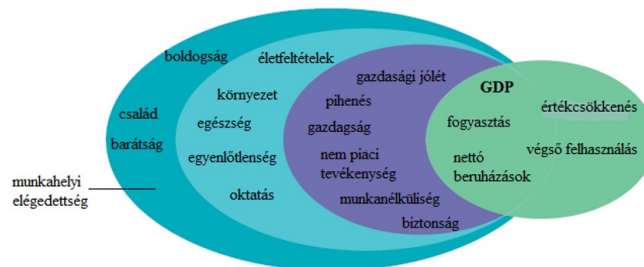 boldogság
család
barátság
munkahelyi
elégedettség
életfeltételek
környezet
egészség
egyenlőtlenség
oktatás
gazdasági jólét
pihenés
gazdagság
nem piaci
tevékenység
munkanélküliség
biztonság
GDP
fogyasztás
nettó
beruházások
értékcsökkenés
végső felhasználás